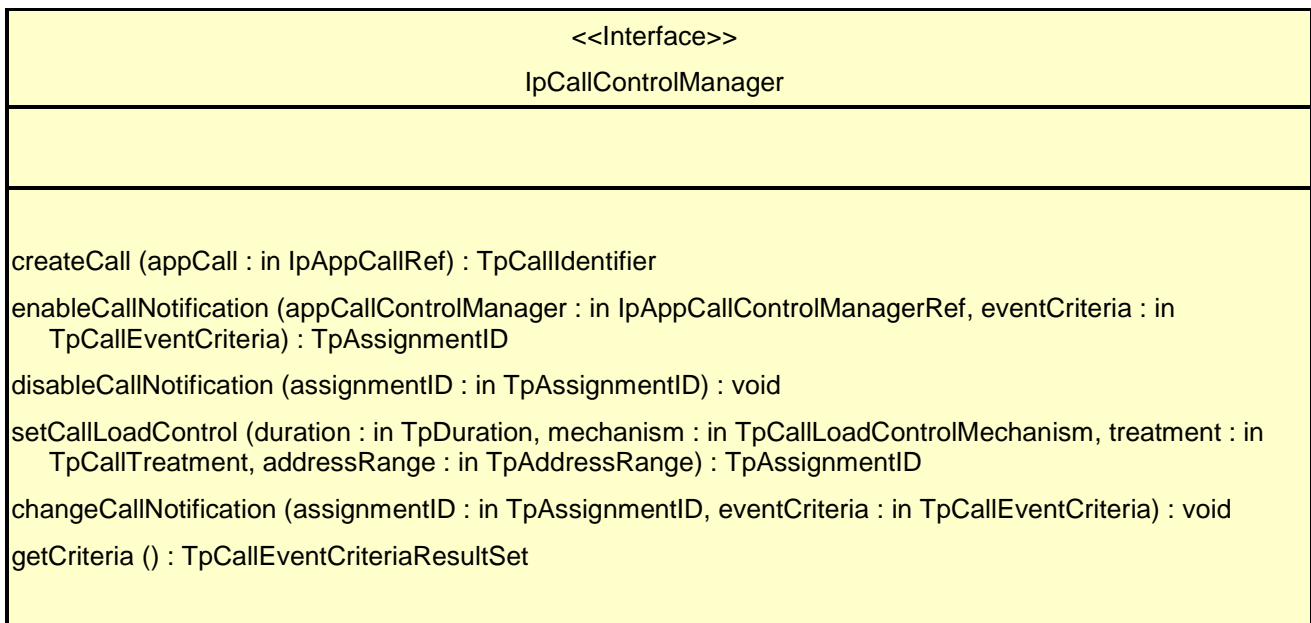 <<Interface>>
IpCallControlManager
createCall (appCall : in IpAppCallRef) : TpCallIdentifier
enableCallNotification (appCallControlManager : in IpAppCallControlManagerRef, eventCriteria : in
TpCallEventCriteria) : TpAssignmentID
disableCallNotification (assignmentID : in TpAssignmentID) : void
setCallLoadControl (duration : in TpDuration, mechanism : in TpCallLoadControlMechanism, treatment : in
TpCallTreatment, addressRange : in TpAddressRange) : TpAssignmentID
changeCallNotification (assignmentID : in TpAssignmentID, eventCriteria : in TpCallEventCriteria) : void
getCriteria () : TpCallEventCriteriaResultSet